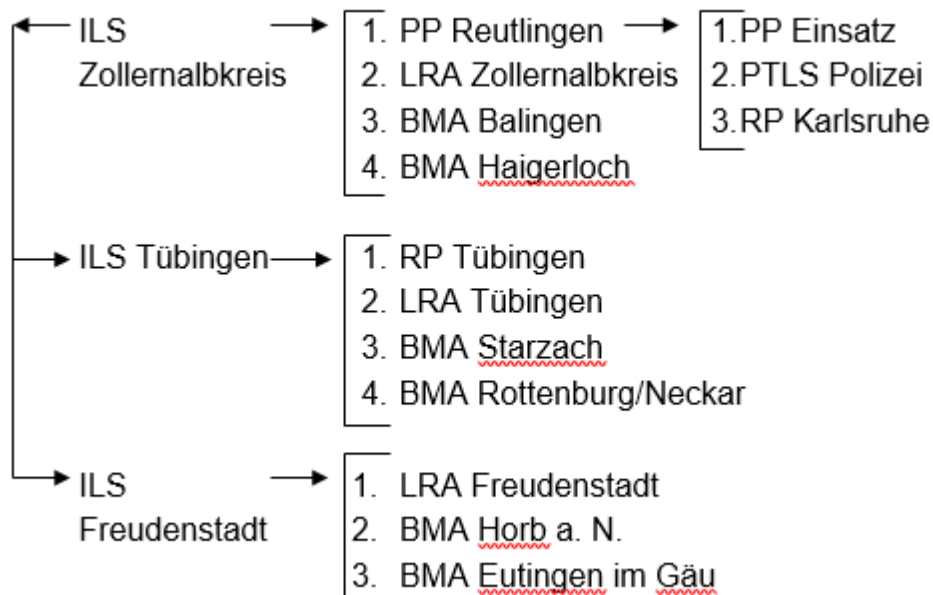 ILS
Zollernalbkreis
1. PP Reutlingen
2. LRA Zollernalbkreis
3. BMA Balingen
4. BMA Haigerloch
1.PP Einsatz
2.PTLS Polizei
3.RP Karlsruhe
ILS Tübingen
1. RP Tübingen
2. LRA Tübingen
3. BMA Starzach
4. BMA Rottenburg/Neckar
ILS
Freudenstadt
1. LRA Freudenstadt
2. BMA Horb a. N.
3. BMA Eutingen im Gäu